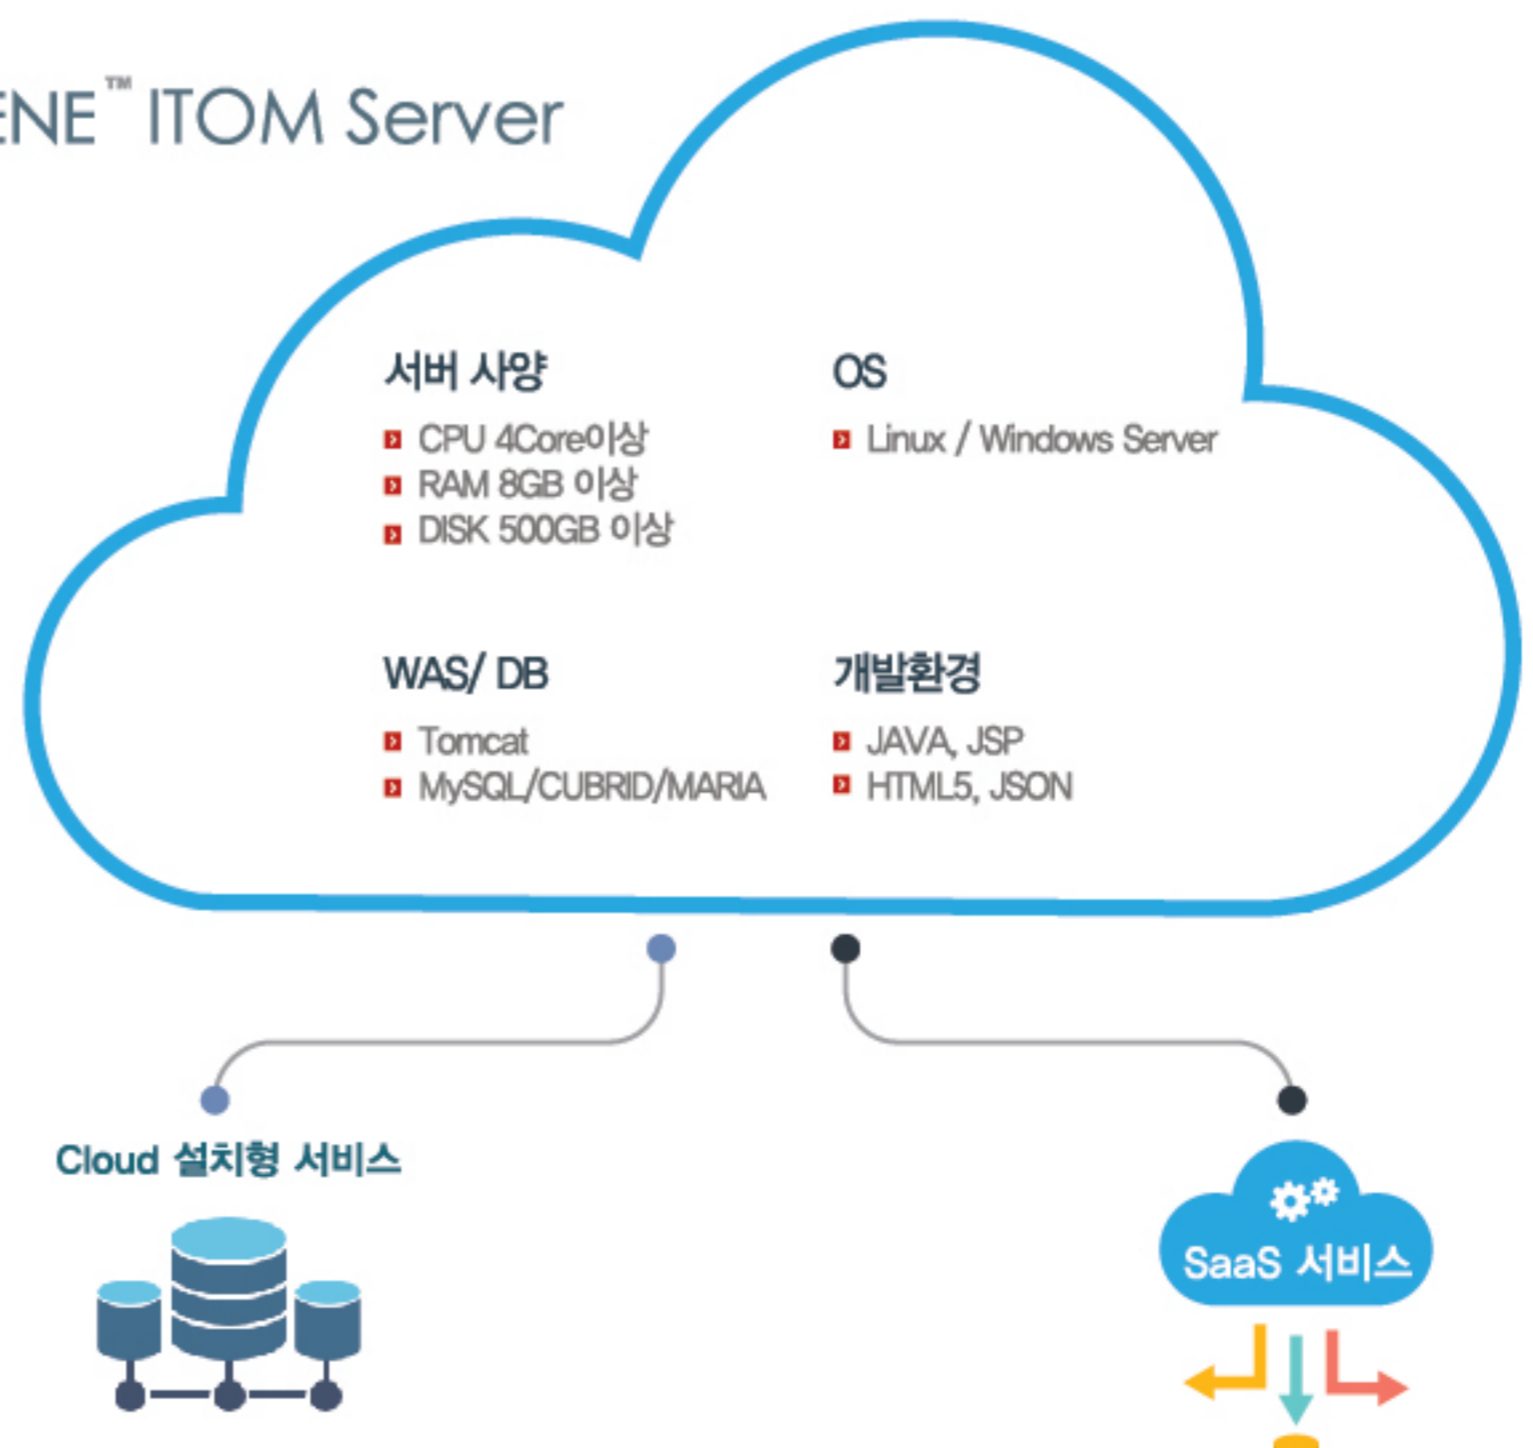 ENE™ ITOM Server
서버 사양
CPU 4Core이상
RAM 8GB 이상
DISK 500GB 이상
OS
Linux / Windows Server
WAS/ DB
Tomcat
MySQL/CUBRID/MARIA
개발환경
JAVA, JSP
HTML5, JSON
Cloud 설치형 서비스
SaaS 서비스